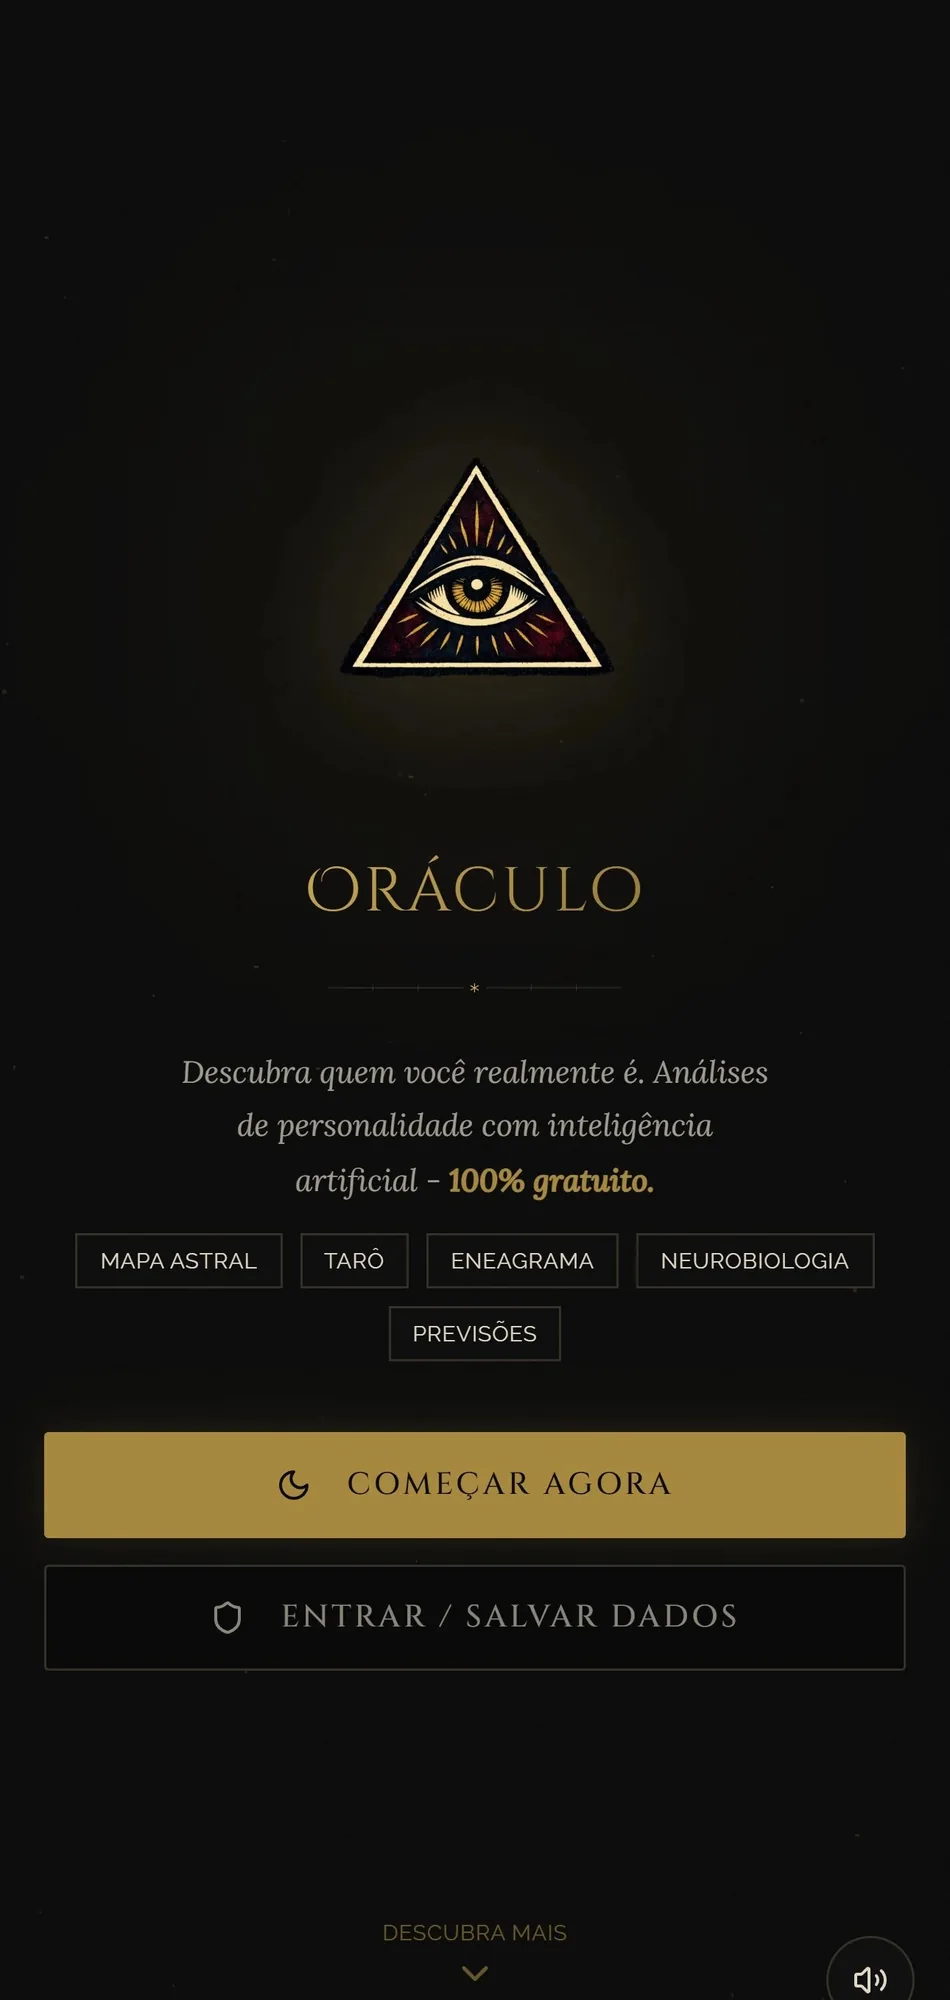 ORÁCULO
Descubra quem você realmente é. Análises
de personalidade com inteligência
artificial - 100% gratuito.
MAPA ASTRAL TARÔ ENEAGRAMA NEUROBIOLOGIA
PREVISÕES
COMEÇAR AGORA
ENTRAR / SALVAR DADOS
DESCUBRA MAIS